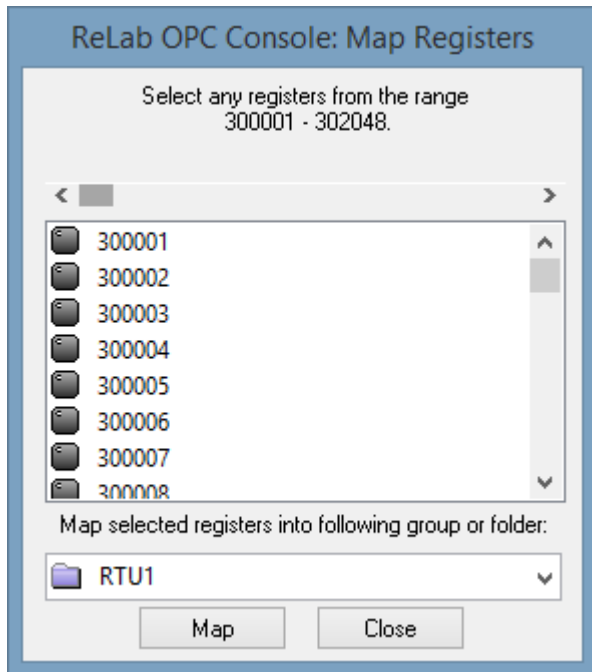 ReLab OPC Console: Map Registers
Select any registers from the range
300001 - 302048.
300001
300002
300003
300004
300005
300006
300007
300008
Map selected registers into following group or folder:
RTU1
Map
Close